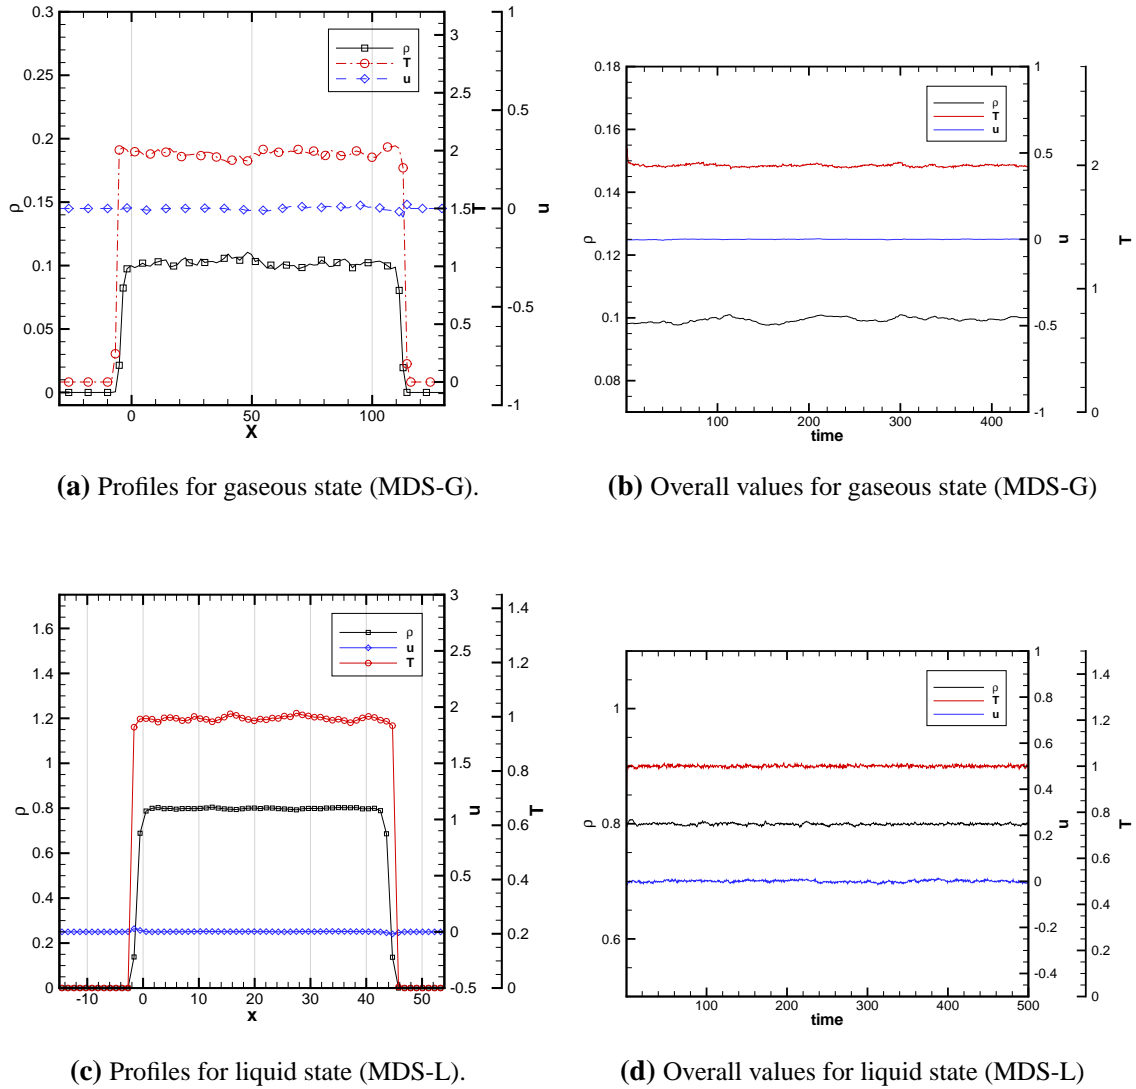 0.3
0.25
0.2
0.15
0.1
0.05
0
ρ
0
50
100
X
3
2.5
2
1.5
1
0.5
0
T
1
0.5
0
-0.5
-1
u
ρ
T
u
(a) Profiles for gaseous state (MDS-G).
0.18
0.15
0.12
0.1
0.08
ρ
100
200
300
400
time
1
0.5
0
-0.5
-1
u
2
1
0
T
ρ
T
u
(b) Overall values for gaseous state (MDS-G)
1.6
1.4
1.2
1
0.8
0.6
0.4
0.2
0
ρ
-10
0
10
20
30
40
50
x
3
2.5
2
1.5
1
0.5
0
-0.5
u
1.4
1.2
1
0.8
0.6
0.4
0.2
0
T
ρ
u
T
(c) Profiles for liquid state (MDS-L).
1
0.8
0.6
ρ
100
200
300
400
500
time
1
0.8
0.6
0.4
0.2
0
-0.2
-0.4
u
1.4
1.2
1
0.8
0.6
0.4
0.2
0
T
ρ
T
u
(d) Overall values for liquid state (MDS-L)